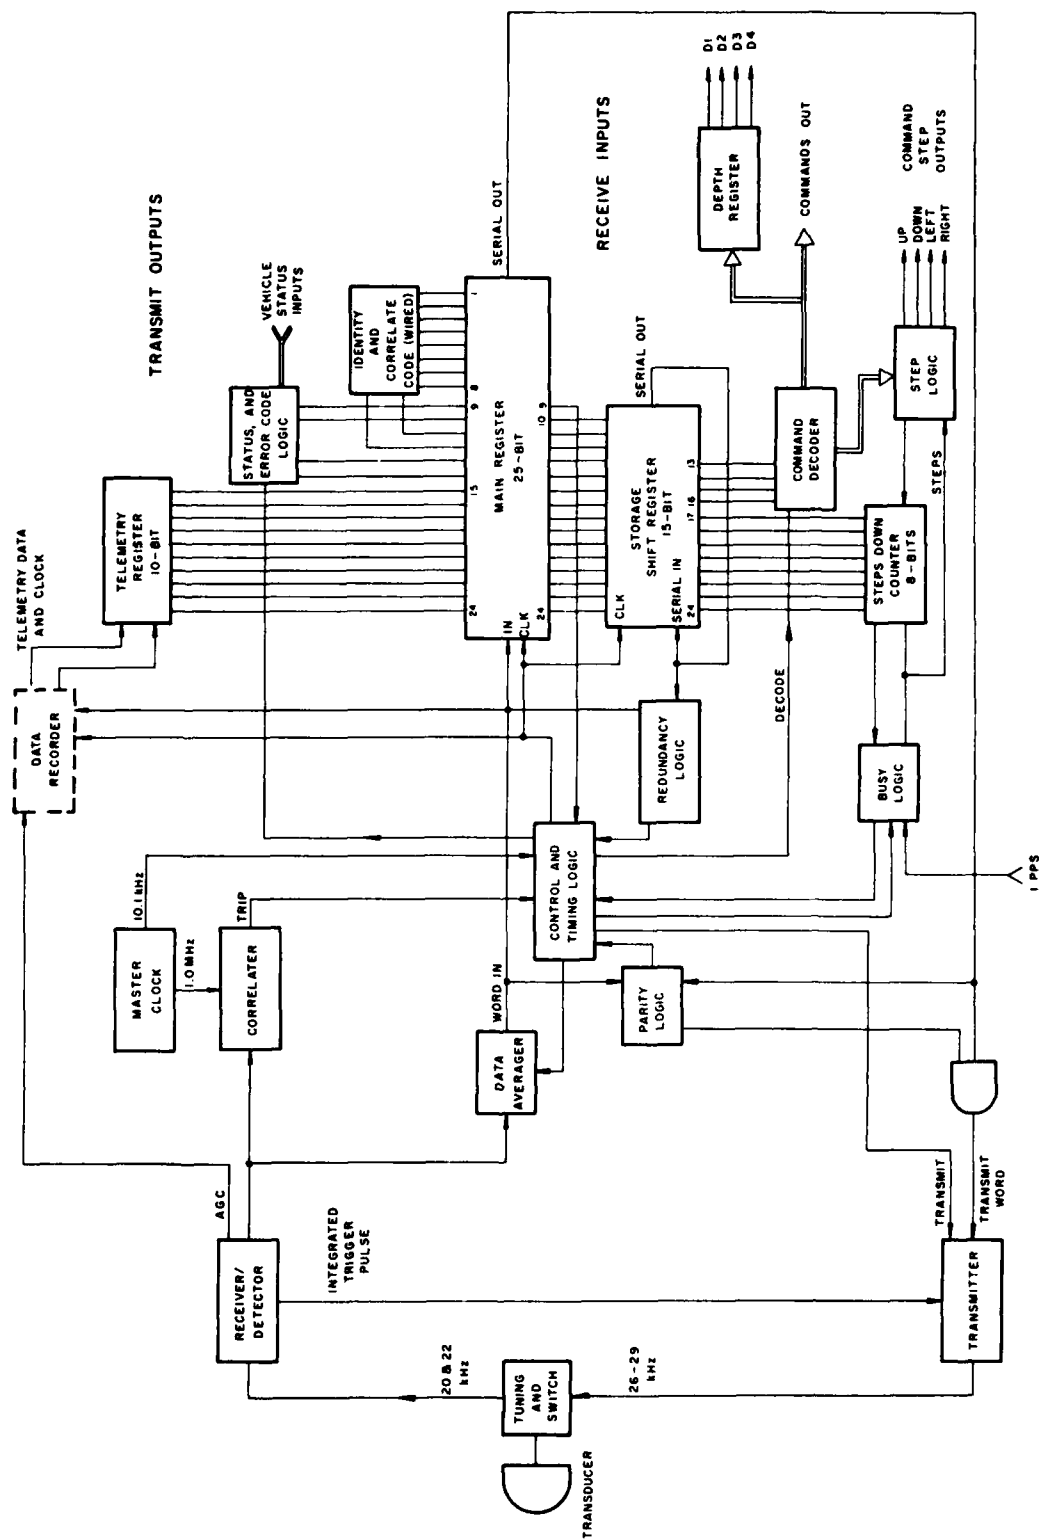 TRANSDUCER
TUNING
AND
SWITCH
20 & 22
kHz
26-29
kHz
RECEIVER/
DETECTOR
AGC
INTEGRATED
TRIGGER
PULSE
TRANSMITTER
TRANSMIT
TRANSMIT
WORD
MASTER
CLOCK
10.1 kHz
1.0 MHz
CORRELATER
TRIP
DATA
AVERAGER
WORD IN
PARITY
LOGIC
CONTROL AND
TIMING LOGIC
1 PPS
DATA
RECORDER
TELEMETRY DATA
AND CLOCK
REDUNDANCY
LOGIC
DECODE
BUSY
LOGIC
TELEMETRY
REGISTER
10-BIT
STATUS, AND
ERROR CODE
LOGIC
VEHICLE
STATUS
INPUTS
IDENTITY
AND
CORRELATE
CODE (WIRED)
TRANSMIT OUTPUTS
24
15
9
8
1
IN
CLK
MAIN REGISTER
25-BIT
SERIAL OUT
24
10
9
CLK
STORAGE
SHIFT REGISTER
15-BIT
SERIAL IN
SERIAL OUT
24
17
16
13
RECEIVE INPUTS
STEPS DOWN
COUNTER
8-BITS
STEPS
COMMAND
DECODER
STEP
LOGIC
DEPTH
REGISTER
D1
D2
D3
D4
COMMANDS OUT
UP
DOWN
LEFT
RIGHT
COMMAND
STEP
OUTPUTS